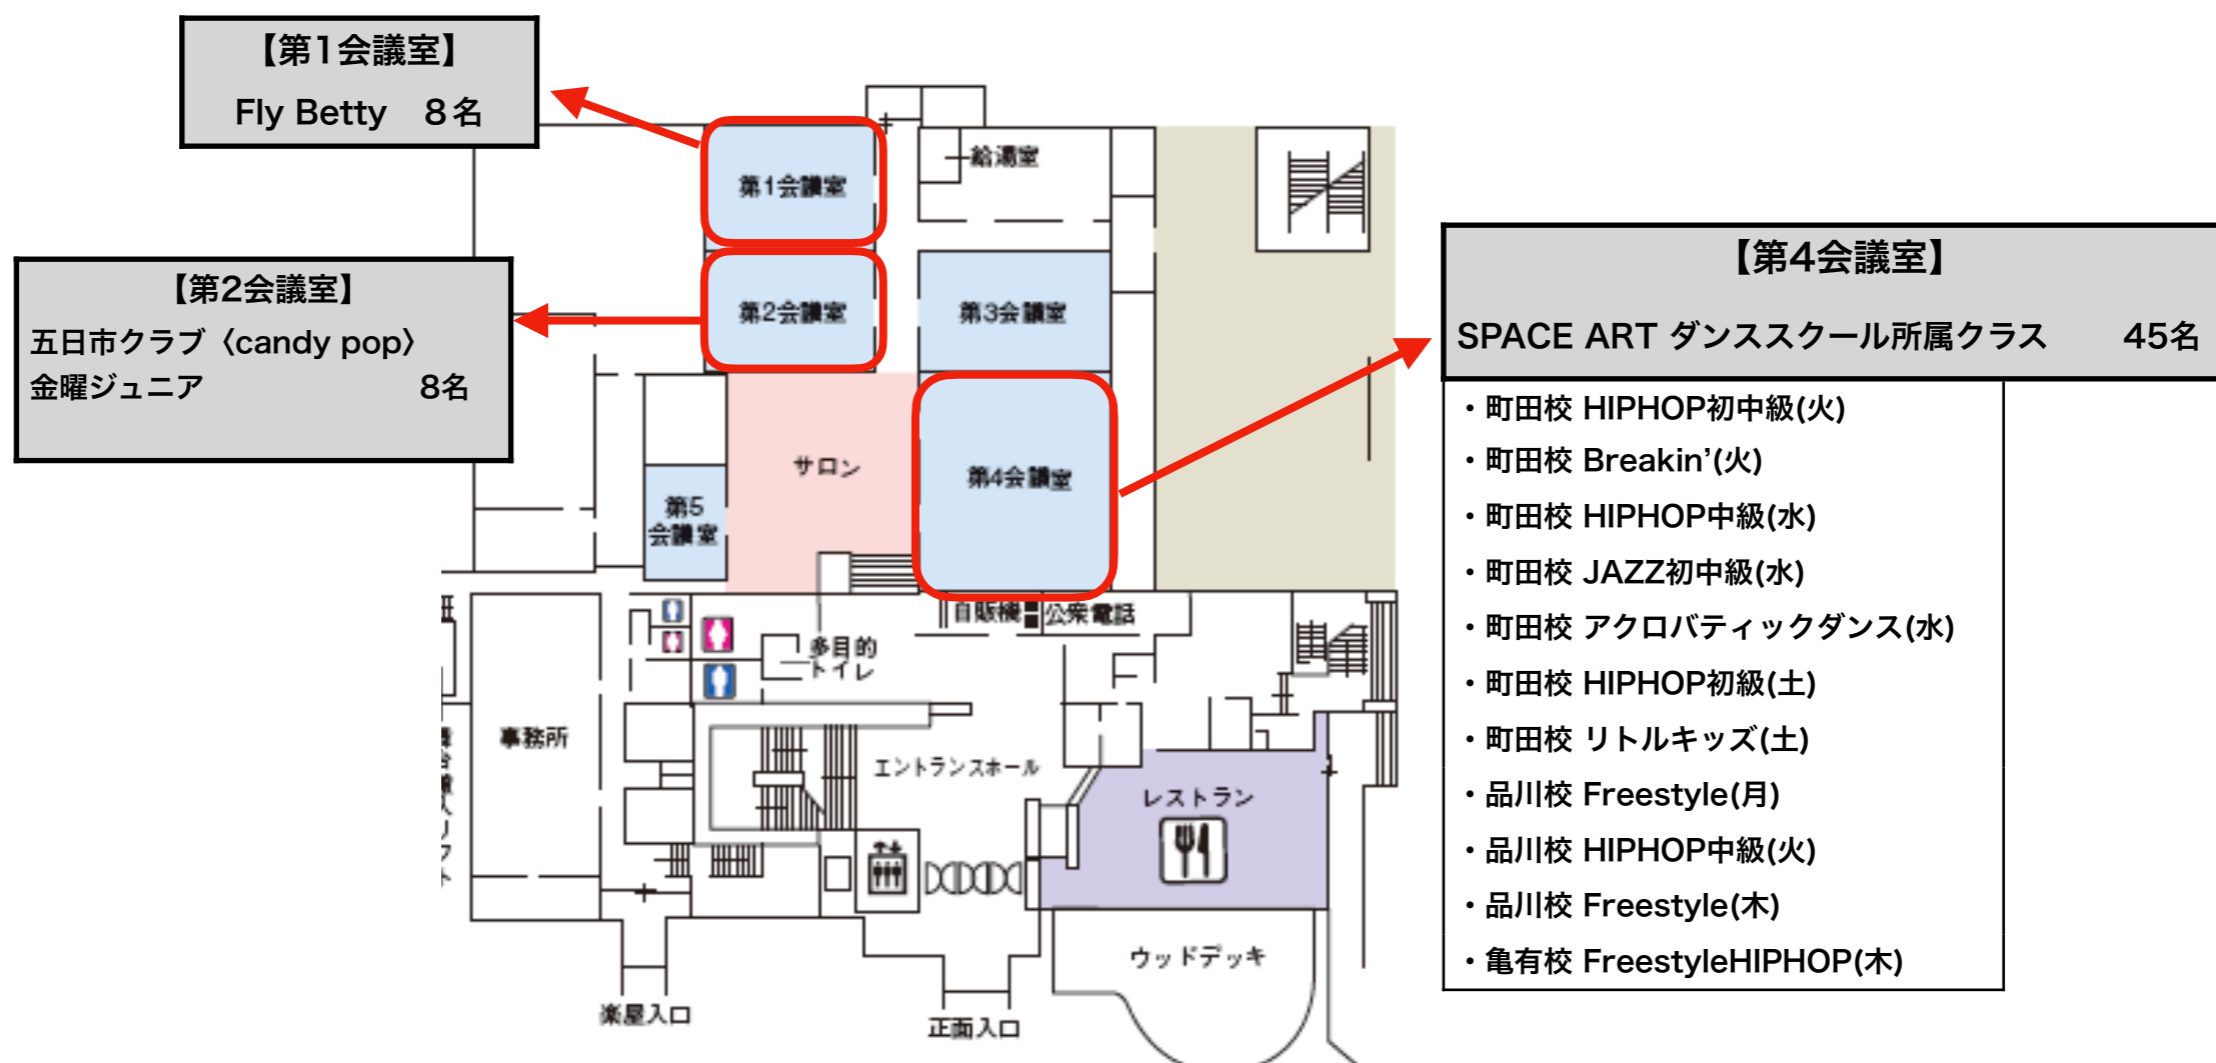 【第1会議室】
Fly Betty 8名
【第2会議室】
五日市クラブ〈candy pop〉
金曜ジュニア 8名
【第4会議室】
SPACE ART ダンススクール所属クラス 45名
・町田校 HIPHOP初中級(火)
・町田校 Breakin’(火)
・町田校 HIPHOP中級(水)
・町田校 JAZZ初中級(水)
・町田校 アクロバティックダンス(水)
・町田校 HIPHOP初級(土)
・町田校 リトルキッズ(土)
・品川校 Freestyle(月)
・品川校 HIPHOP中級(火)
・品川校 Freestyle(木)
・亀有校 FreestyleHIPHOP(木)
給湯室
第1会議室
第2会議室
第3会議室
サロン
第4会議室
第5
会議室
自販機
公衆電話
多目的
トイレ
事務所
エントランスホール
レストラン
ウッドデッキ
楽屋入口
正面入口